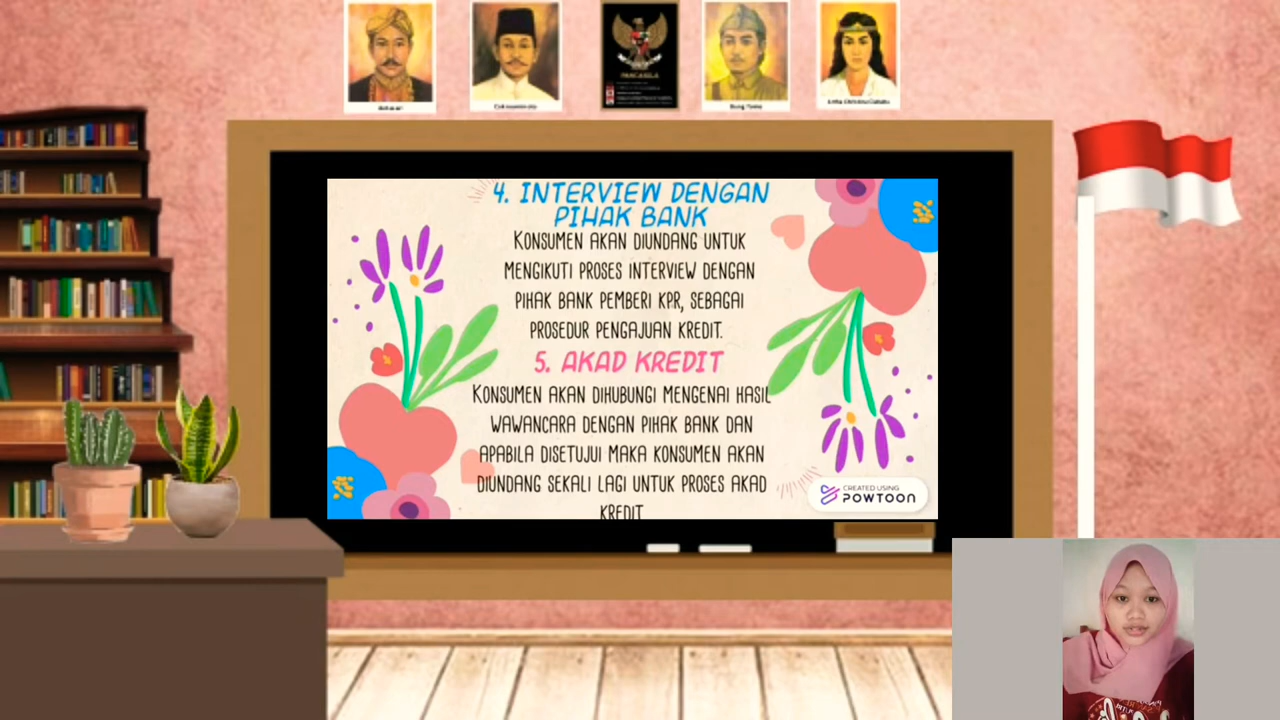 PANCASILA
Bung Tomo
4. INTERVIEW DENGAN
PIHAK BANK
KONSUMEN AKAN DIUNDANG UNTUK
MENGIKUTI PROSES INTERVIEW DENGAN
PIHAK BANK PEMBERI KPR, SEBAGAI
PROSEDUR PENGAJUAN KREDIT.
5. AKAD KREDIT
KONSUMEN AKAN DIHUBUNGI MENGENAI HASIL
WAWANCARA DENGAN PIHAK BANK DAN
APABILA DISETUJUI MAKA KONSUMEN AKAN
DIUNDANG SEKALI LAGI UNTUK PROSES AKAD
KREDIT
CREATED USING
POWTOON